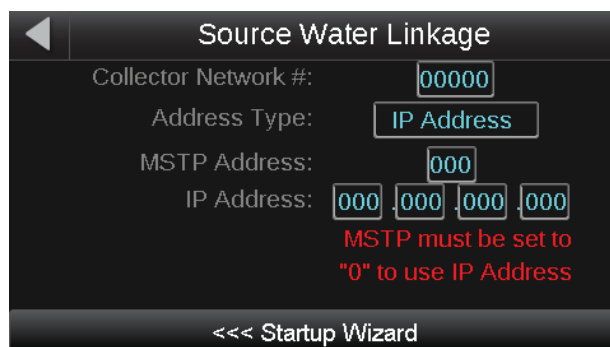 Source Water Linkage
Collector Network #: 00000
Address Type: IP Address
MSTP Address: 000
IP Address: 000 .000 .000 .000
MSTP must be set to
"0" to use IP Address
<<< Startup Wizard